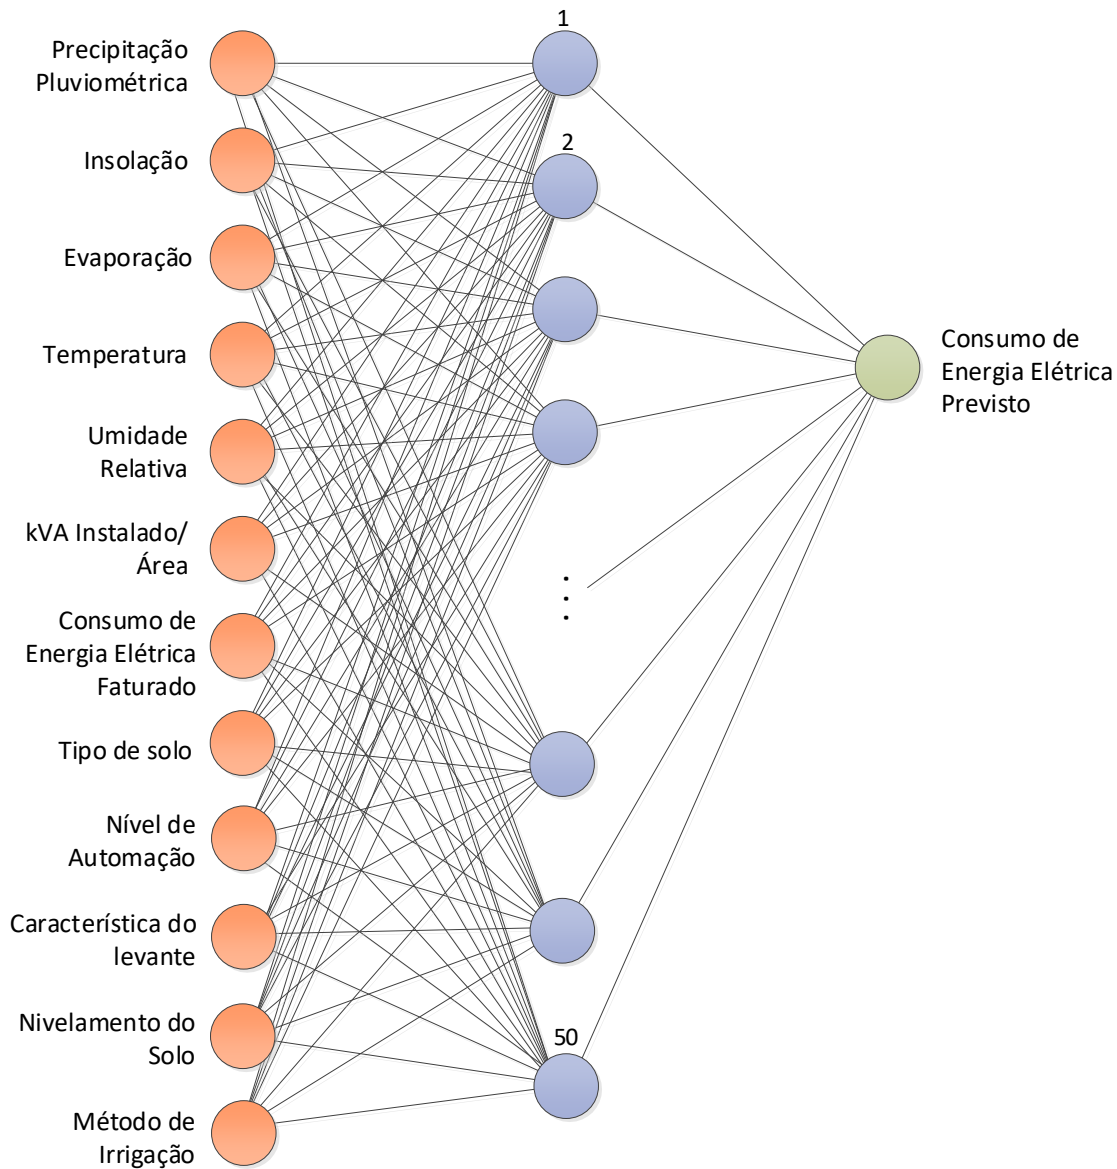 1
Precipitação
Pluviométrica
2
Insolação
Evaporação
Temperatura
Consumo de
Energia Elétrica
Previsto
Umidade
Relativa
kVA Instalado/
Área
Consumo de
Energia Elétrica
Faturado
Tipo de solo
Nível de
Automação
Característica do
levante
Nivelamento do
Solo
50
Método de
Irrigação